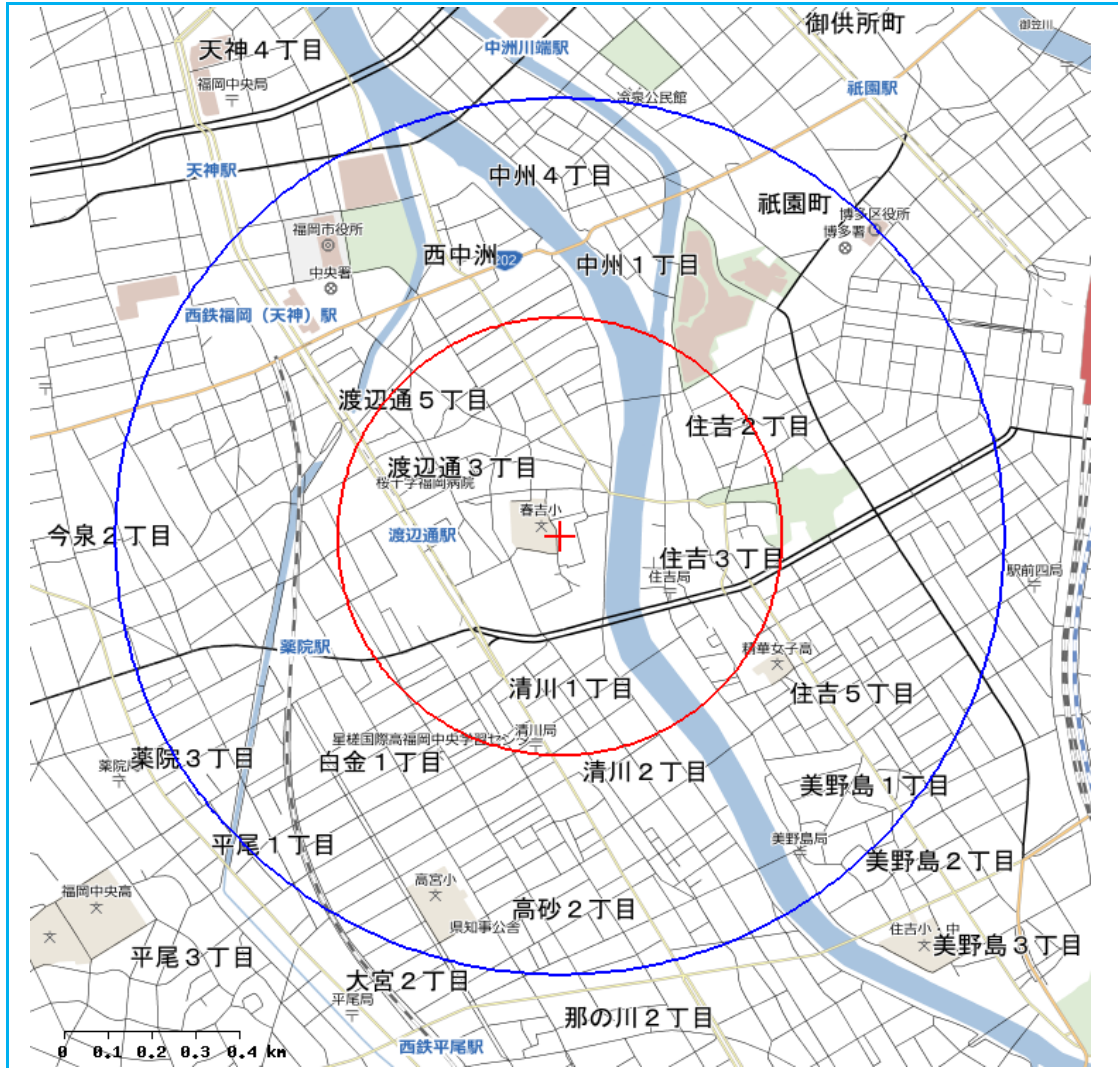 御供所町
御笠川
中洲川端駅
天神４丁目
福岡中央局
祇園駅
冷泉公民館
天神駅
中州４丁目
祇園町
博多区役所
博多署
福岡市役所
西中洲
202
中州１丁目
中央署
西鉄福岡（天神）駅
渡辺通５丁目
住吉２丁目
渡辺通３丁目
桜十字福岡病院
春吉小
今泉２丁目
渡辺通駅
住吉３丁目
住吉局
駅前四局
薬院駅
精華女子高
清川１丁目
住吉５丁目
清川局
星槎国際高福岡中央学習センター
薬院３丁目
白金１丁目
清川２丁目
薬院局
美野島１丁目
平尾１丁目
美野島局
美野島２丁目
高宮小
福岡中央高
高砂２丁目
県知事公舎
住吉小・中
美野島３丁目
平尾３丁目
大宮２丁目
平尾局
那の川２丁目
西鉄平尾駅
0 0.1 0.2 0.3 0.4 km